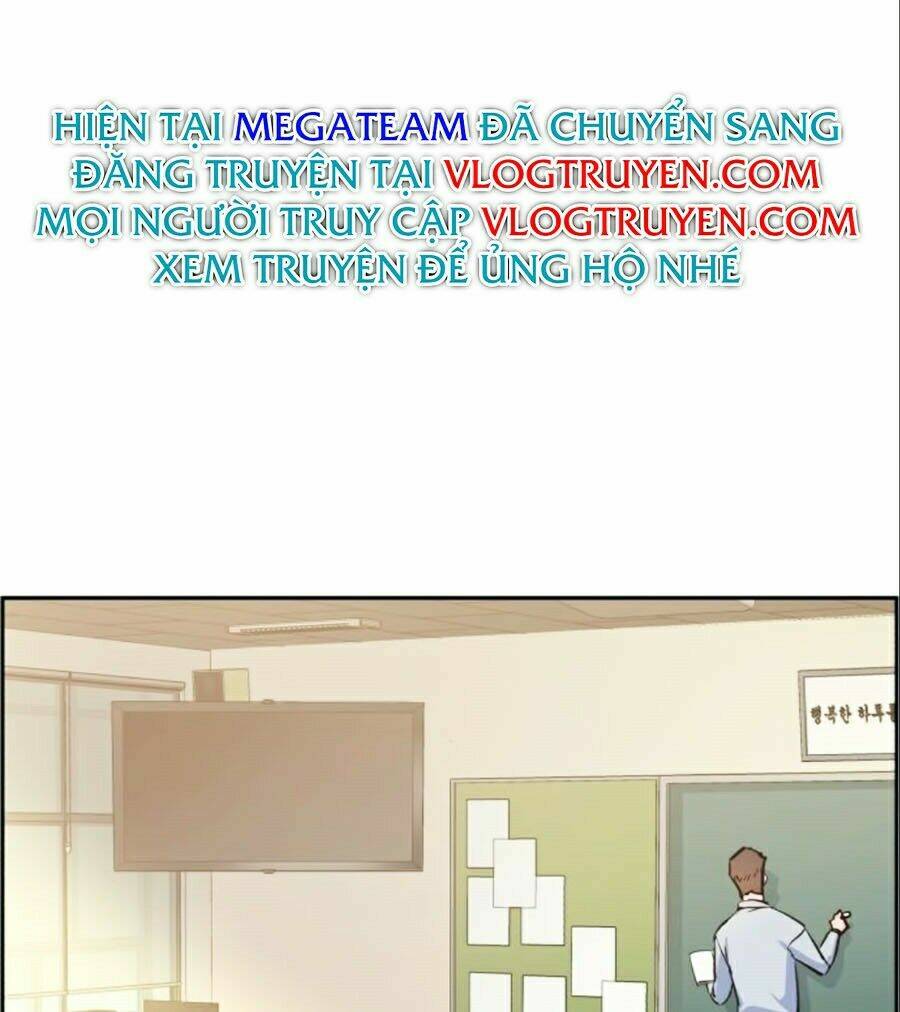 HIỆN TẠI MEGATEAM ĐÃ CHUYỂN SANG
ĐĂNG TRUYỆN TẠI VLOGTRUYEN.COM
MỌI NGƯỜI TRUY CẬP VLOGTRUYEN.COM
XEM TRUYỆN ĐỂ ỦNG HỘ NHÉ
행복한 하루를